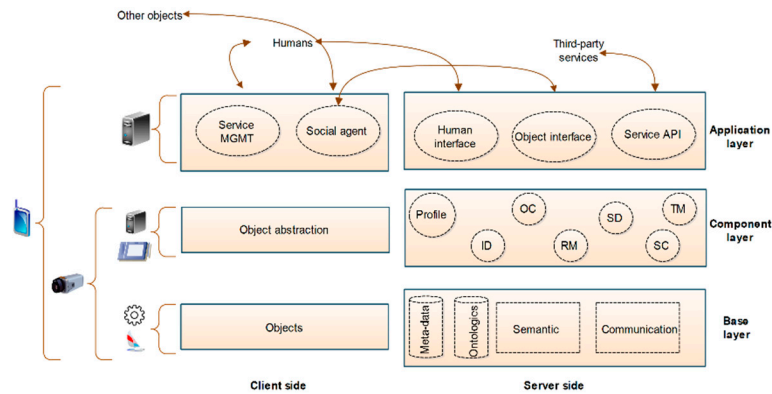 Other objects
Humans
Third-party
services
Service
MGMT
Social agent
Human
interface
Object interface
Service API
Application
layer
Object abstraction
Profile
OC
SD
TM
ID
RM
SC
Component
layer
Objects
Meta-data
Ontologics
Semantic
Communication
Base
layer
Client side
Server side